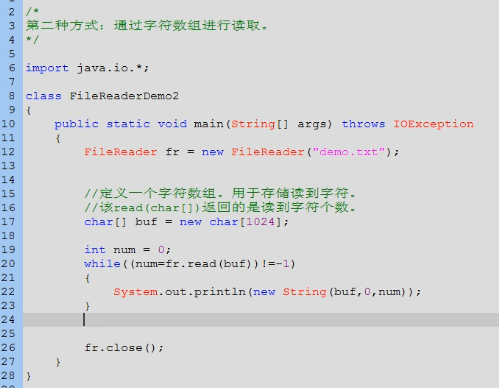 2 /*
3 第二种方式：通过字符数组进行读取。
4 */
5
6 import java.io.*;
7
8 class FileReaderDemo2
9 {
10 public static void main(String[] args) throws IOException
11 {
12 FileReader fr = new FileReader("demo.txt");
13
14
15 //定义一个字符数组。用于存储读到字符。
16 //该read(char[])返回的是读到字符个数。
17 char[] buf = new char[1024];
18
19 int num = 0;
20 while((num=fr.read(buf))!=-1)
21 {
22 System.out.println(new String(buf,0,num));
23 }
24
25
26 fr.close();
27 }
28 }